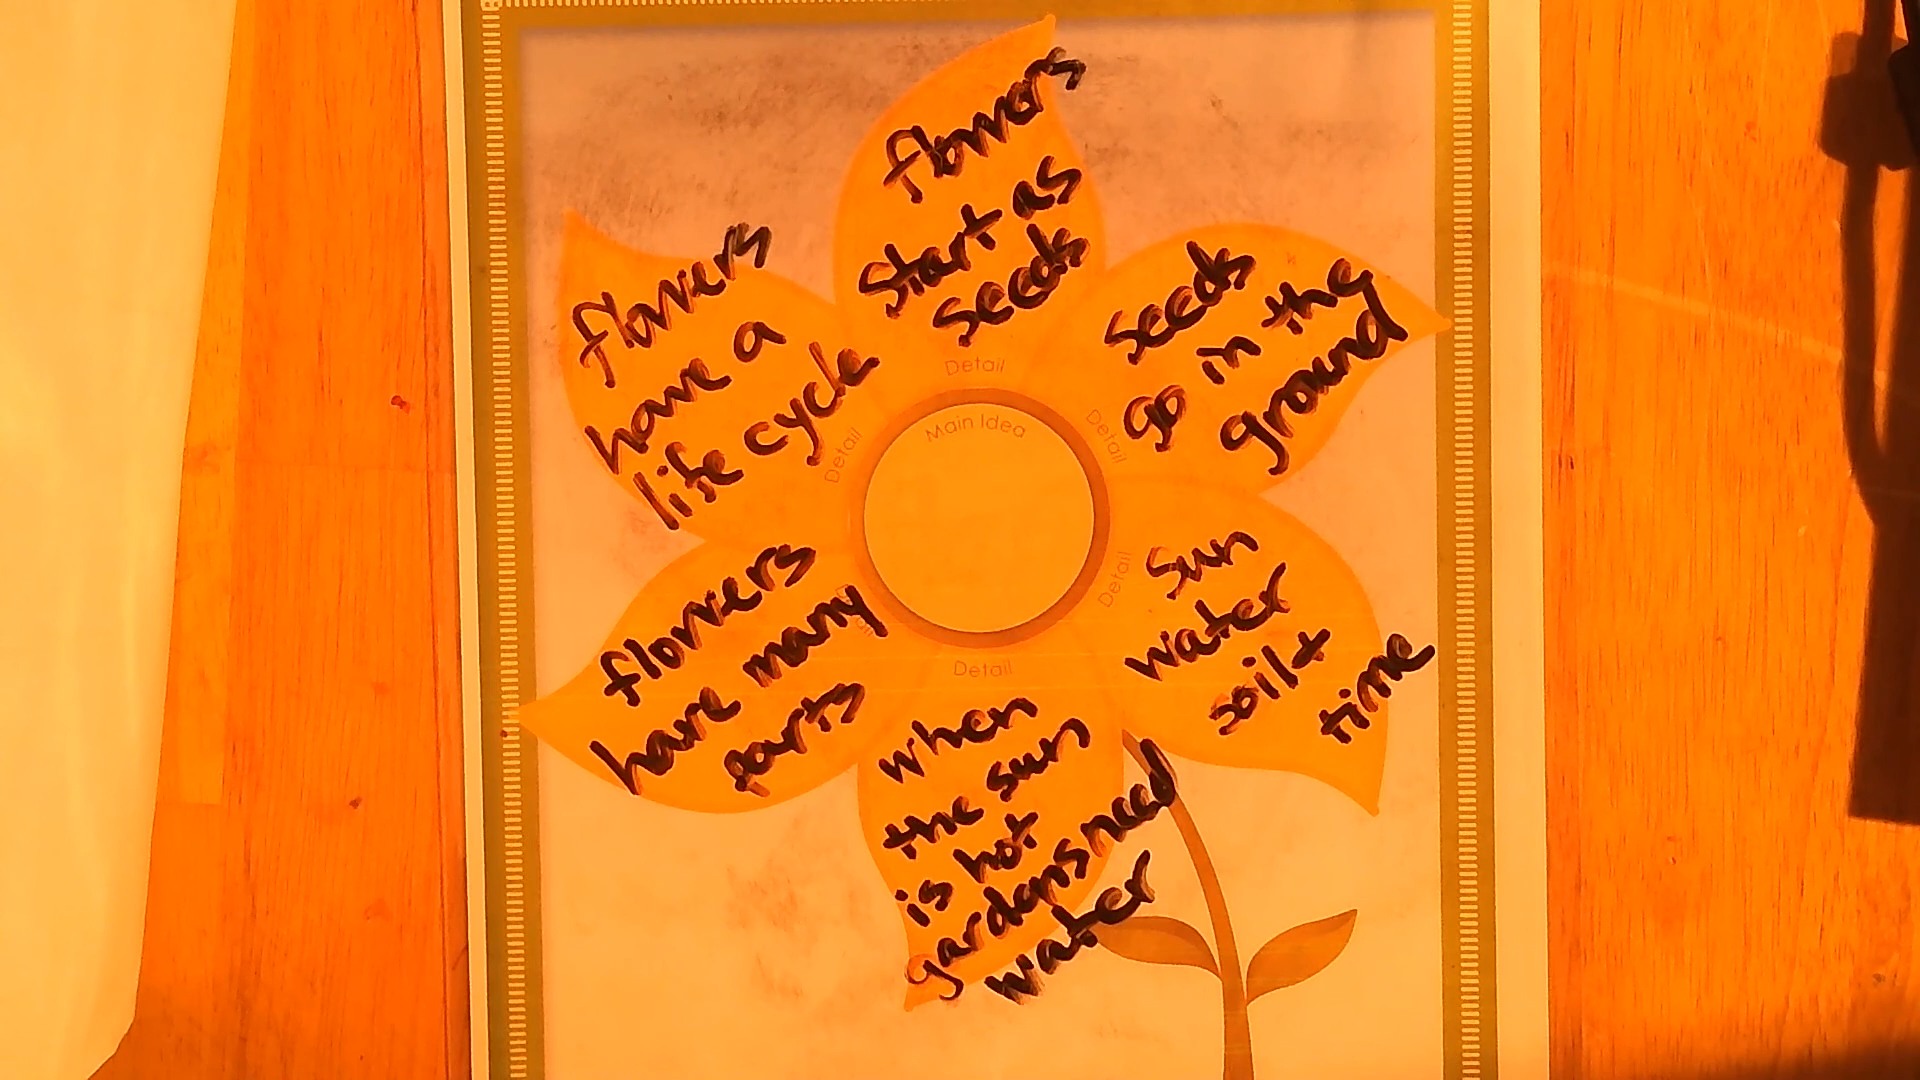 flowers
start as
seeds
Detail
seeds
go in the
ground
Detail
Sun
water
soil +
time
Detail
when
the sun
is hot
gardens need
water
Detail
flowers
have many
parts
flowers
have a
life cycle
Detail
Main Idea